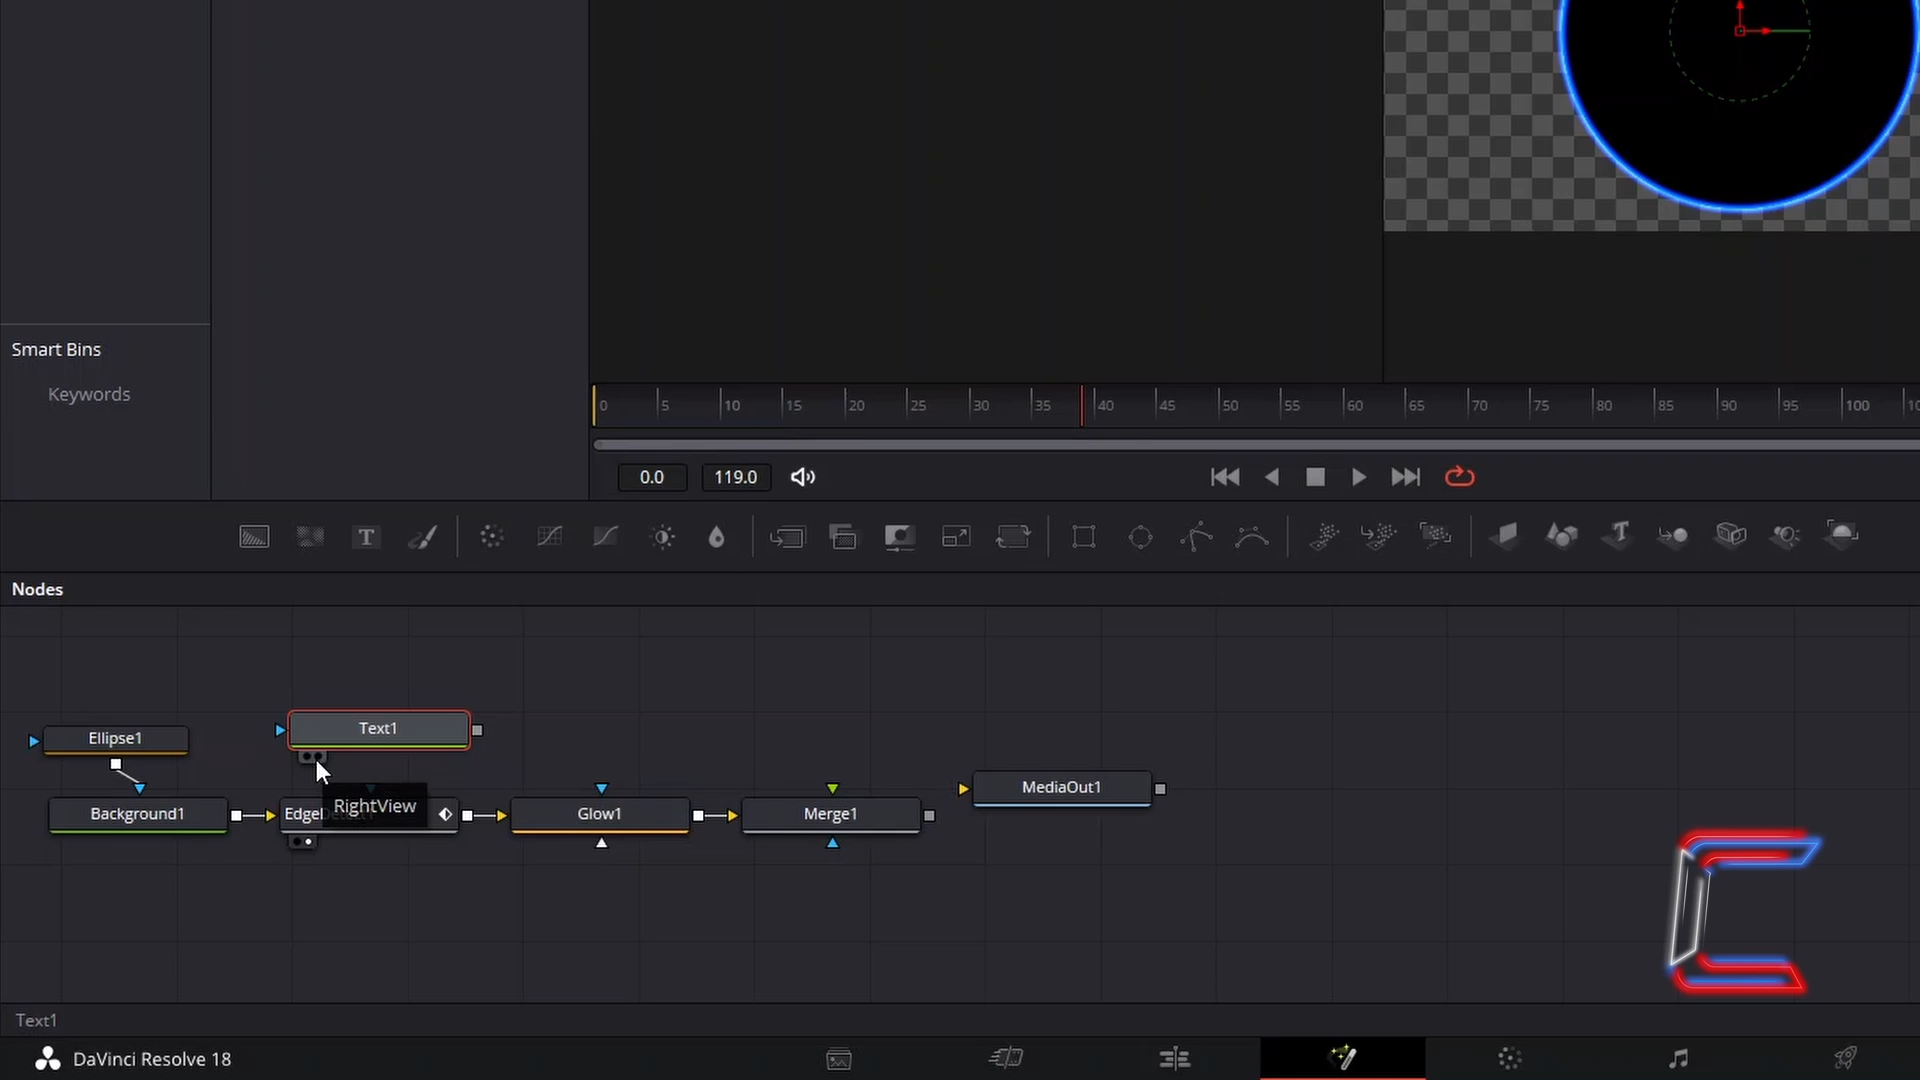 Smart Bins
Keywords
0 5 10 15 20 25 30 35 40 45 50 55 60 65 70 75 80 85 90 95 100
0.0 119.0
Nodes
Text1
Ellipse1
MediaOut1
RightView
Background1 Glow1 Merge1
Text1
DaVinci Resolve 18